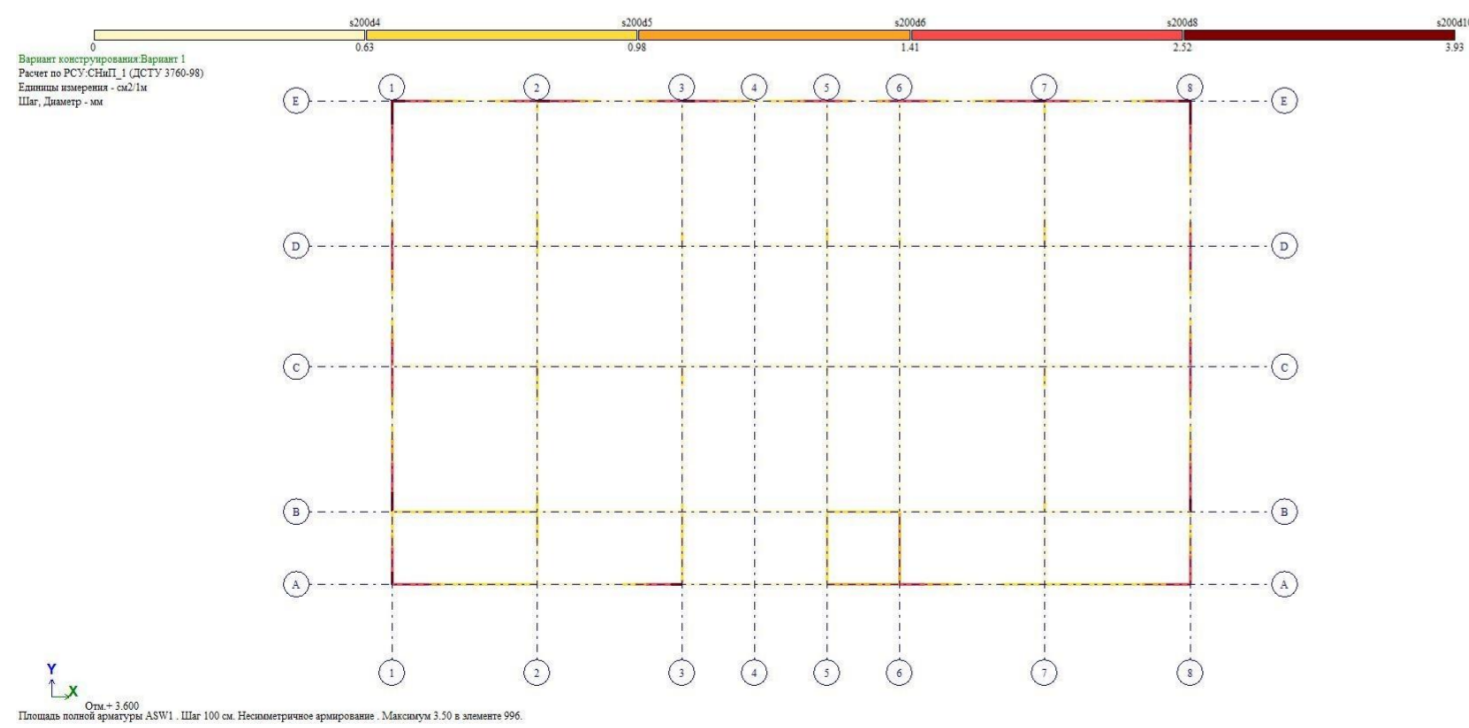 s200d4 s200d5 s200d6 s200d8 s200d10
0 0.63 0.98 1.41 2.52 3.93
Вариант конструирования:Вариант 1
Расчет по РСУ:СНиП_1 (ДСТУ 3760-98)
Единицы измерения - см2/1м
Шаг, Диаметр - мм
1 2 3 4 5 6 7 8
E E
D D
C C
B B
A A
1 2 3 4 5 6 7 8
Y
X
Отм.+ 3.600
Площадь полной арматуры ASW1 . Шаг 100 см. Несимметричное армирование . Максимум 3.50 в элементе 996.